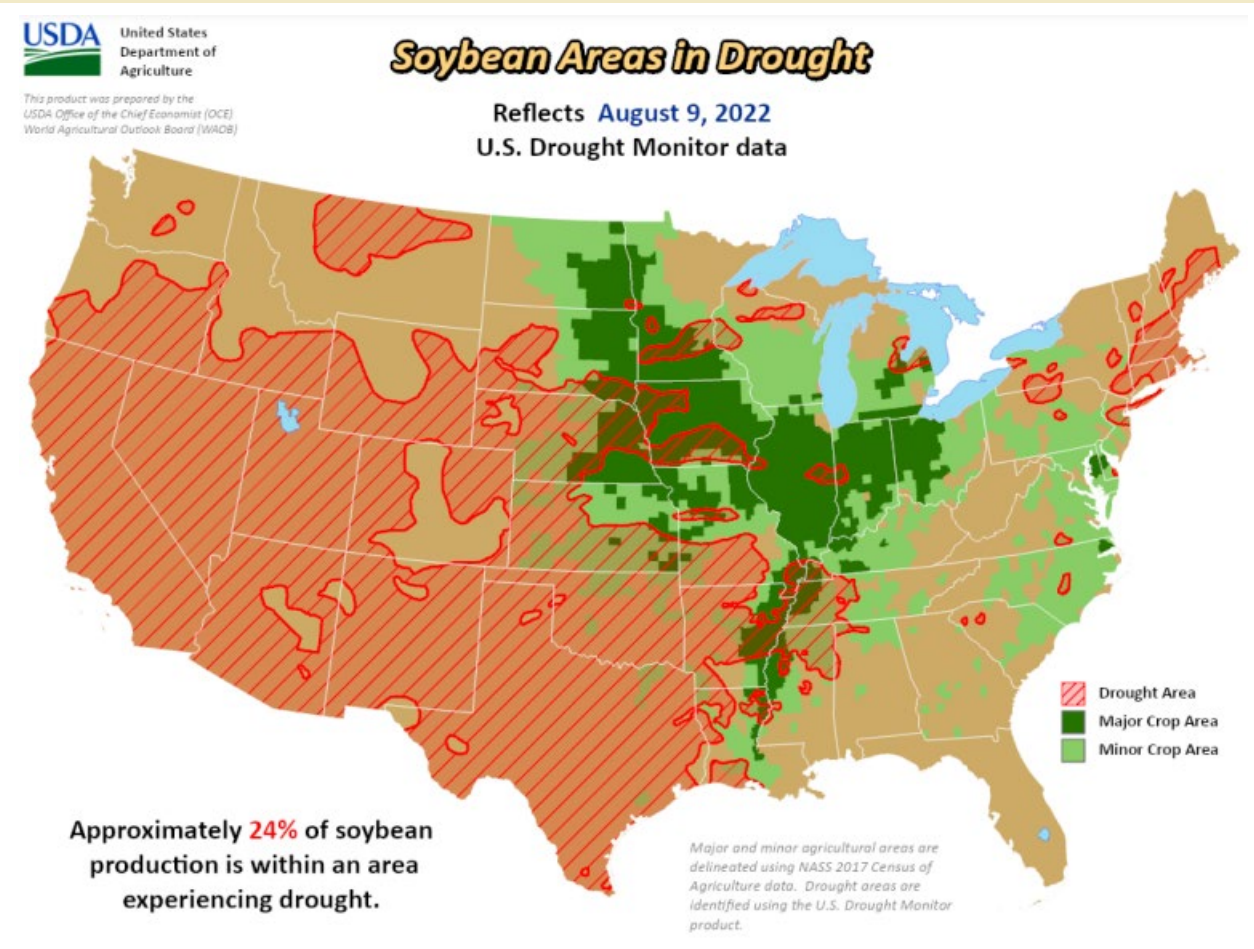 USDA
United States
Department of
Agriculture
This product was prepared by the
USDA Office of the Chief Economist (OCE)
World Agricultural Outlook Board (WAOB)
Soybean Areas in Drought
Reflects August 9, 2022
U.S. Drought Monitor data
Drought Area
Major Crop Area
Minor Crop Area
Approximately 24% of soybean
production is within an area
experiencing drought.
Major and minor agricultural areas are
delineated using NASS 2017 Census of
Agriculture data. Drought areas are
identified using the U.S. Drought Monitor
product.